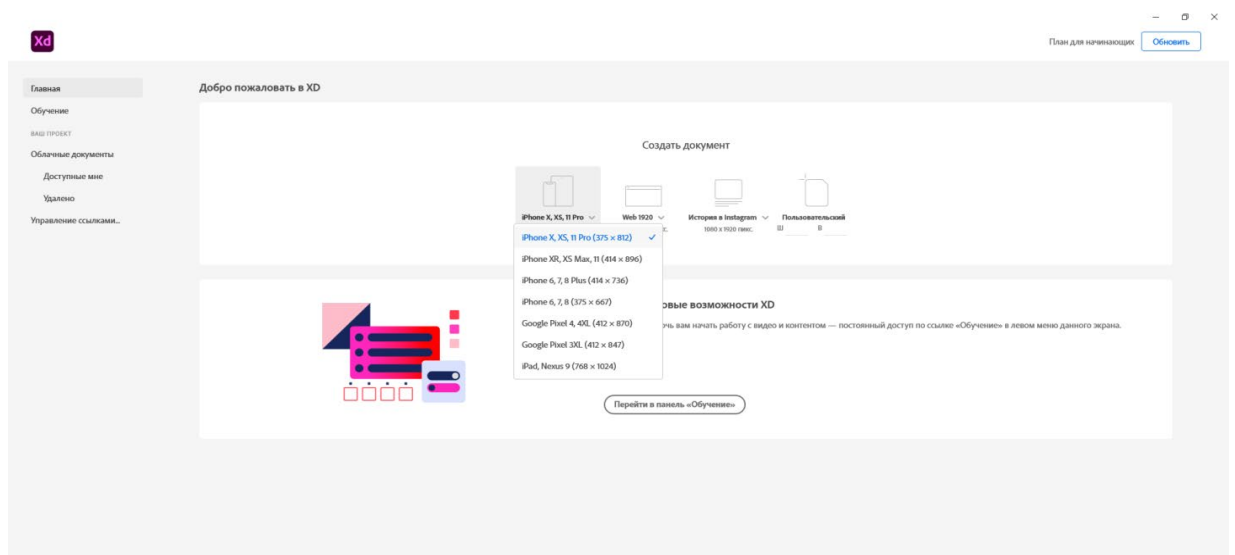 Xd
План для начинающих Обновить
Главная
Обучение
ВАШ ПРОЕКТ
Облачные документы
Доступные мне
Удалено
Управление ссылками...
Добро пожаловать в XD
Создать документ
iPhone X, XS, 11 Pro
Web 1920
История в Instagram
1080 x 1920 пикс.
Пользовательский
Ш В
iPhone X, XS, 11 Pro (375 × 812)
iPhone XR, XS Max, 11 (414 × 896)
iPhone 6, 7, 8 Plus (414 × 736)
iPhone 6, 7, 8 (375 × 667)
Google Pixel 4, 4XL (412 × 870)
Google Pixel 3XL (412 × 847)
iPad, Nexus 9 (768 × 1024)
овые возможности XD
очь вам начать работу с видео и контентом — постоянный доступ по ссылке «Обучение» в левом меню данного экрана.
Перейти в панель «Обучение»